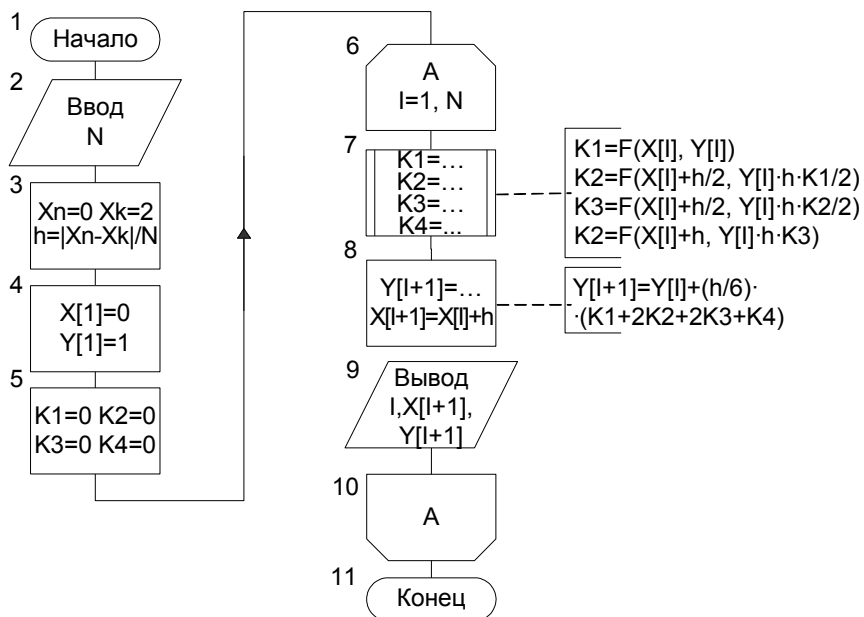 1
Начало
2
Ввод
N
3
Xn=0 Xk=2
h=|Xn-Xk|/N
4
X[1]=0
Y[1]=1
5
K1=0 K2=0
K3=0 K4=0
6
A
I=1, N
7
K1=…
K2=…
K3=…
K4=...
K1=F(X[I], Y[I])
K2=F(X[I]+h/2, Y[I]·h·K1/2)
K3=F(X[I]+h/2, Y[I]·h·K2/2)
K2=F(X[I]+h, Y[I]·h·K3)
8
Y[I+1]=…
X[I+1]=X[I]+h
Y[I+1]=Y[I]+(h/6)·
·(K1+2K2+2K3+K4)
9
Вывод
I,X[I+1],
Y[I+1]
10
A
11
Конец